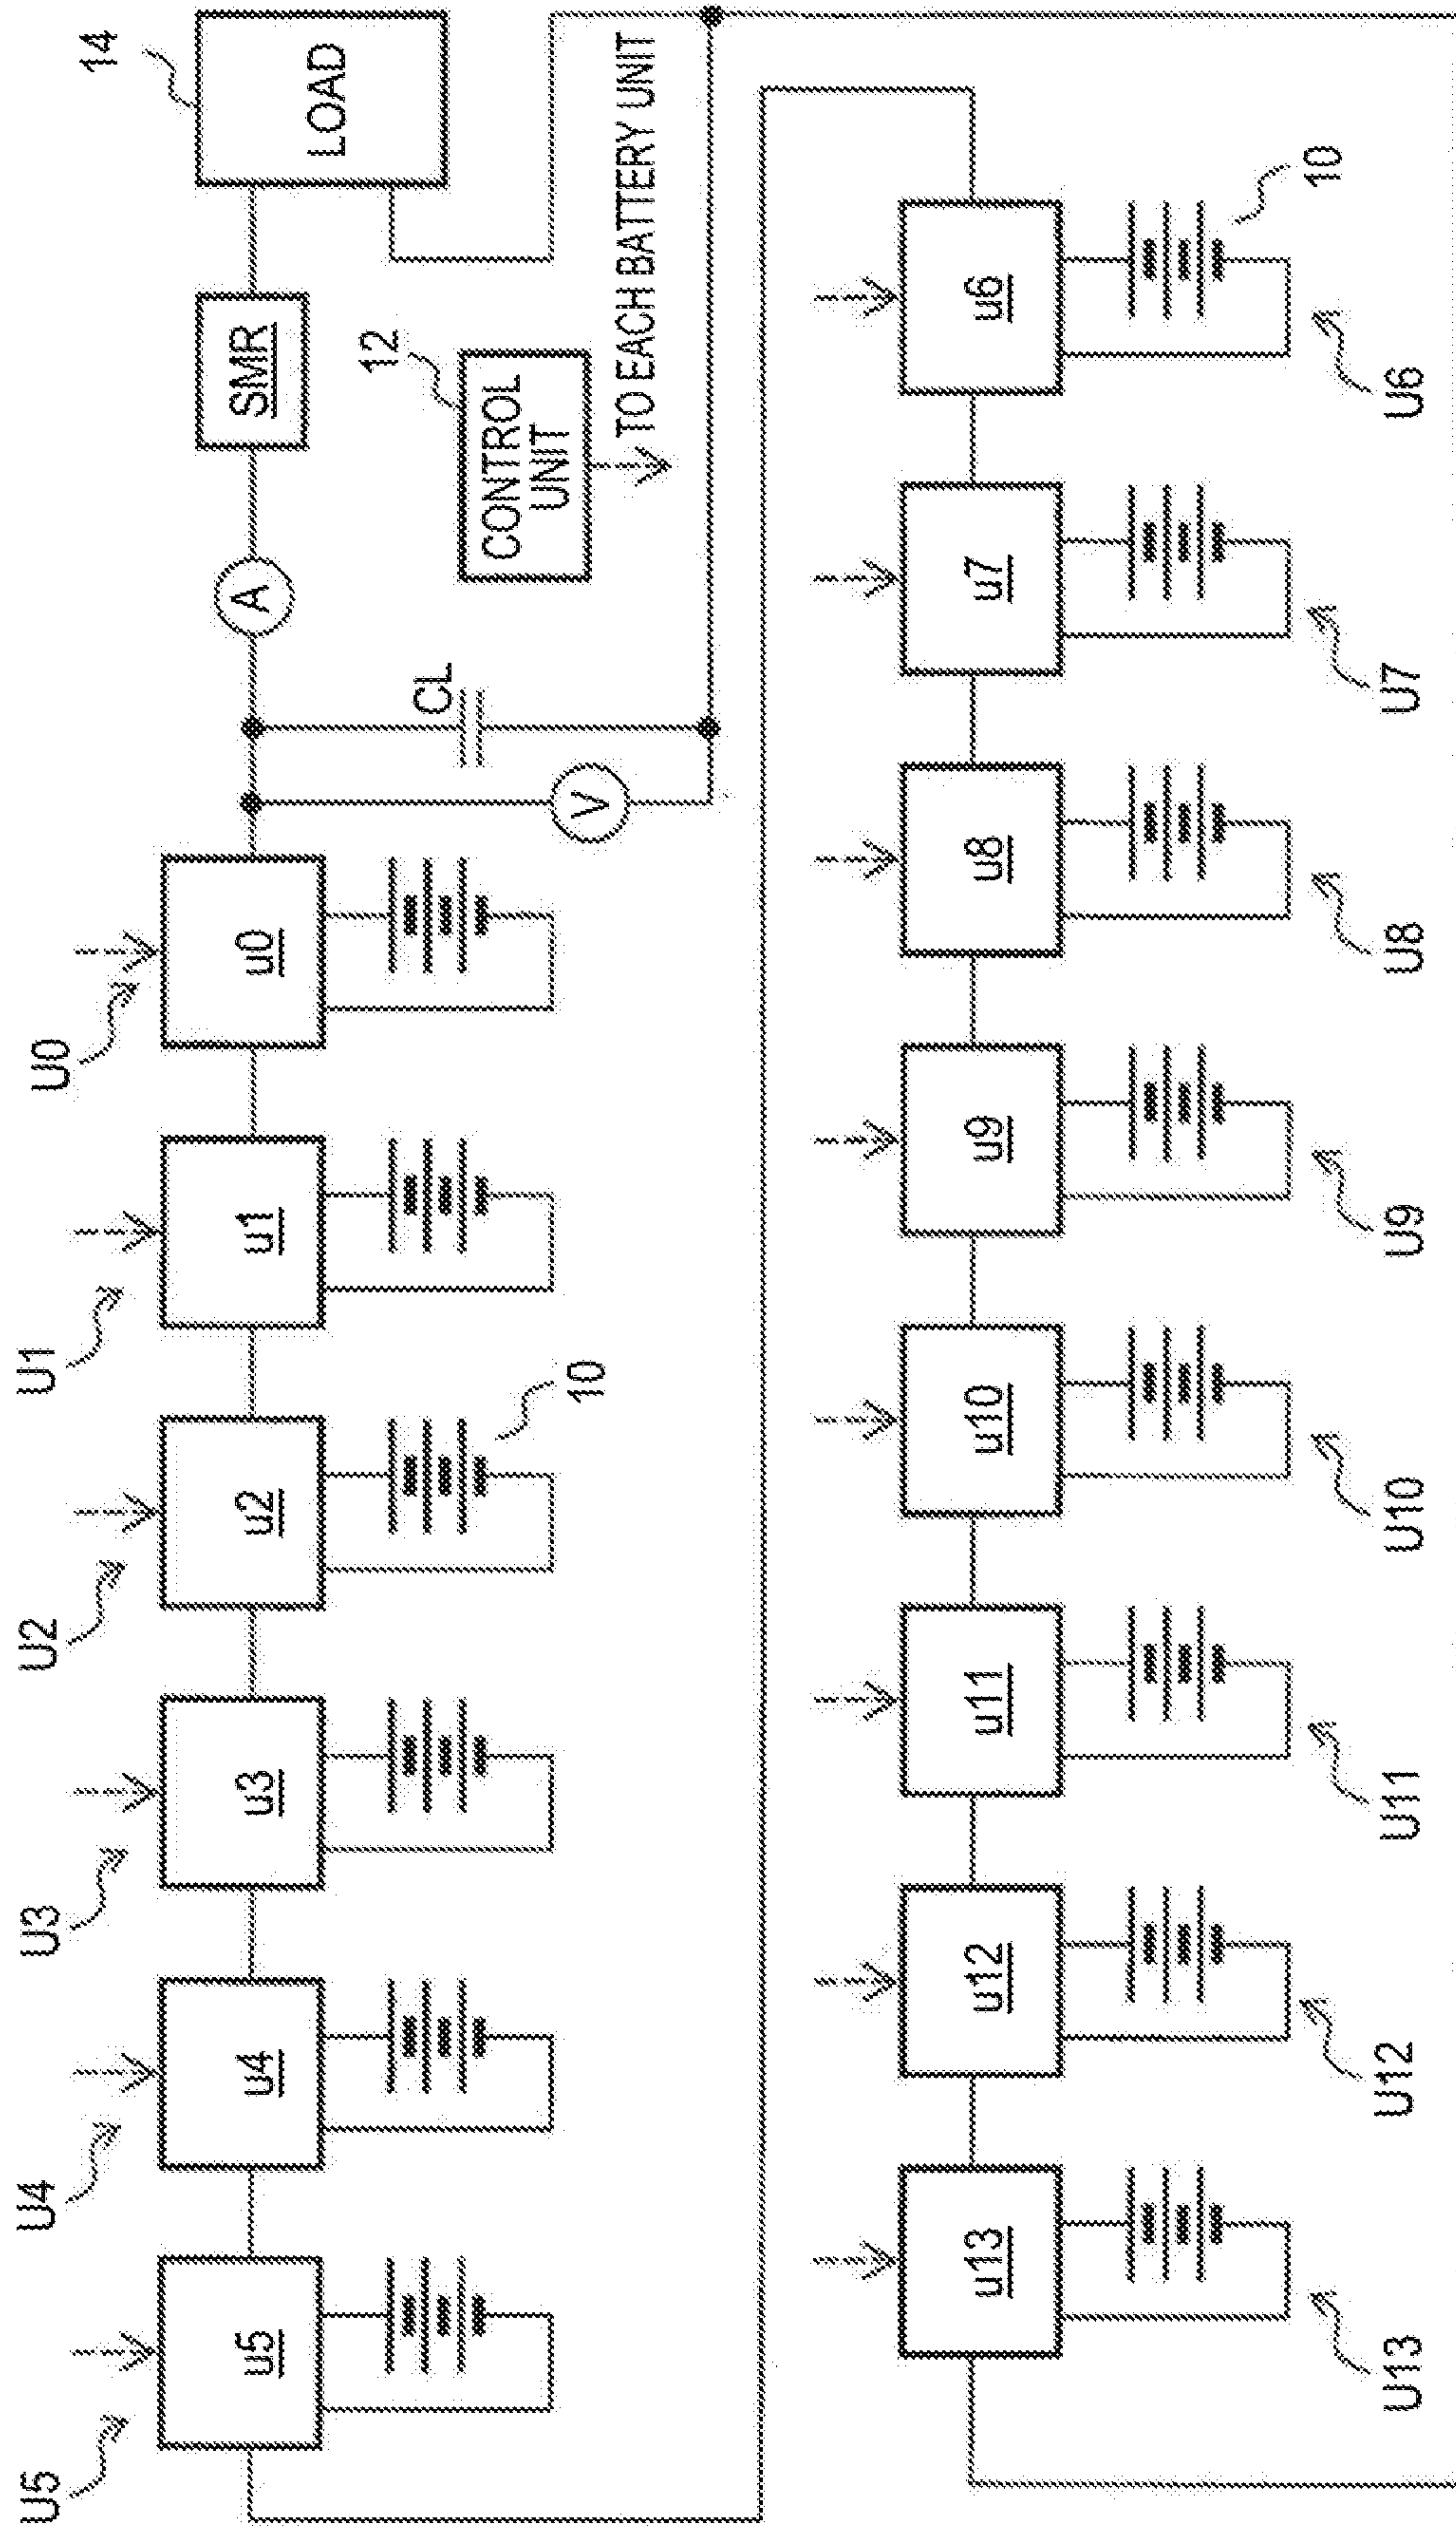 U5
U4
U3
U2
U1
U0
14
u5
u4
u3
u2
u1
u0
A
SMR
LOAD
12
CL
CONTROL
UNIT
V
10
TO EACH BATTERY UNIT
u13
u12
u11
u10
u9
u8
u7
u6
10
U13
U12
U11
U10
U9
U8
U7
U6